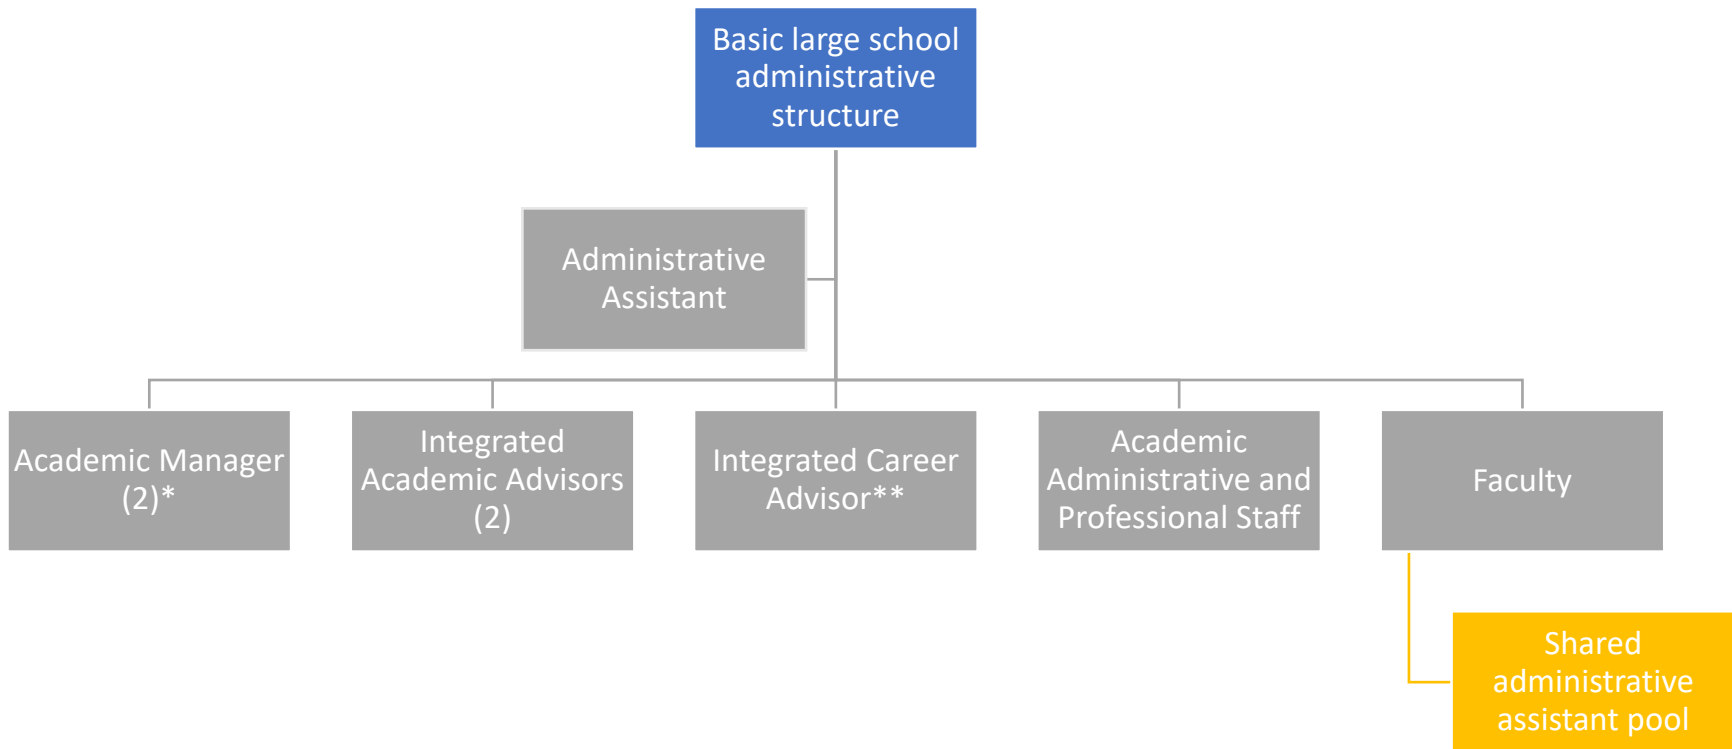 Basic large school
administrative
structure
Administrative
Assistant
Academic Manager
(2)*
Integrated
Academic Advisors
(2)
Integrated Career
Advisor**
Academic
Administrative and
Professional Staff
Faculty
Shared
administrative
assistant pool